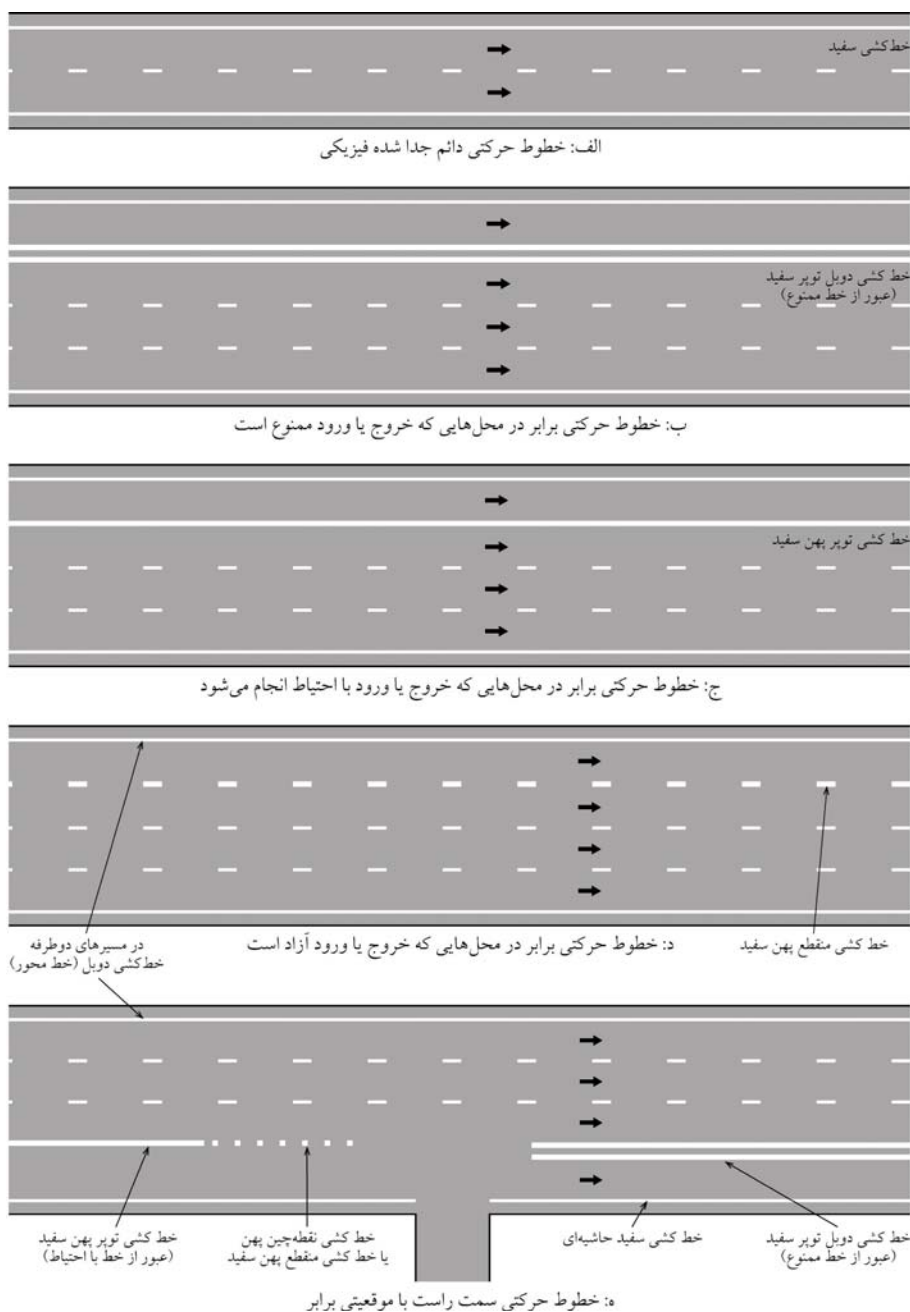 خط‌کشی سفید
الف: خطوط حرکتی دائم جدا شده فیزیکی
خط کشی دوبل توپر سفید
(عبور از خط ممنوع)
ب: خطوط حرکتی برابر در محل‌هایی که خروج یا ورود ممنوع است
خط کشی توپر پهن سفید
ج: خطوط حرکتی برابر در محل‌هایی که خروج یا ورود با احتیاط انجام می‌شود
خط کشی منقطع پهن سفید
د: خطوط حرکتی برابر در محل‌هایی که خروج یا ورود آزاد است
در مسیرهای دوطرفه
خط‌کشی دوبل (خط محور)
خط کشی دوبل توپر سفید
(عبور از خط ممنوع)
خط کشی سفید حاشیه‌ای
خط کشی نقطه‌چین پهن
یا خط کشی منقطع پهن سفید
خط کشی توپر پهن سفید
(عبور از خط با احتیاط)
ه: خطوط حرکتی سمت راست با موقعیتی برابر